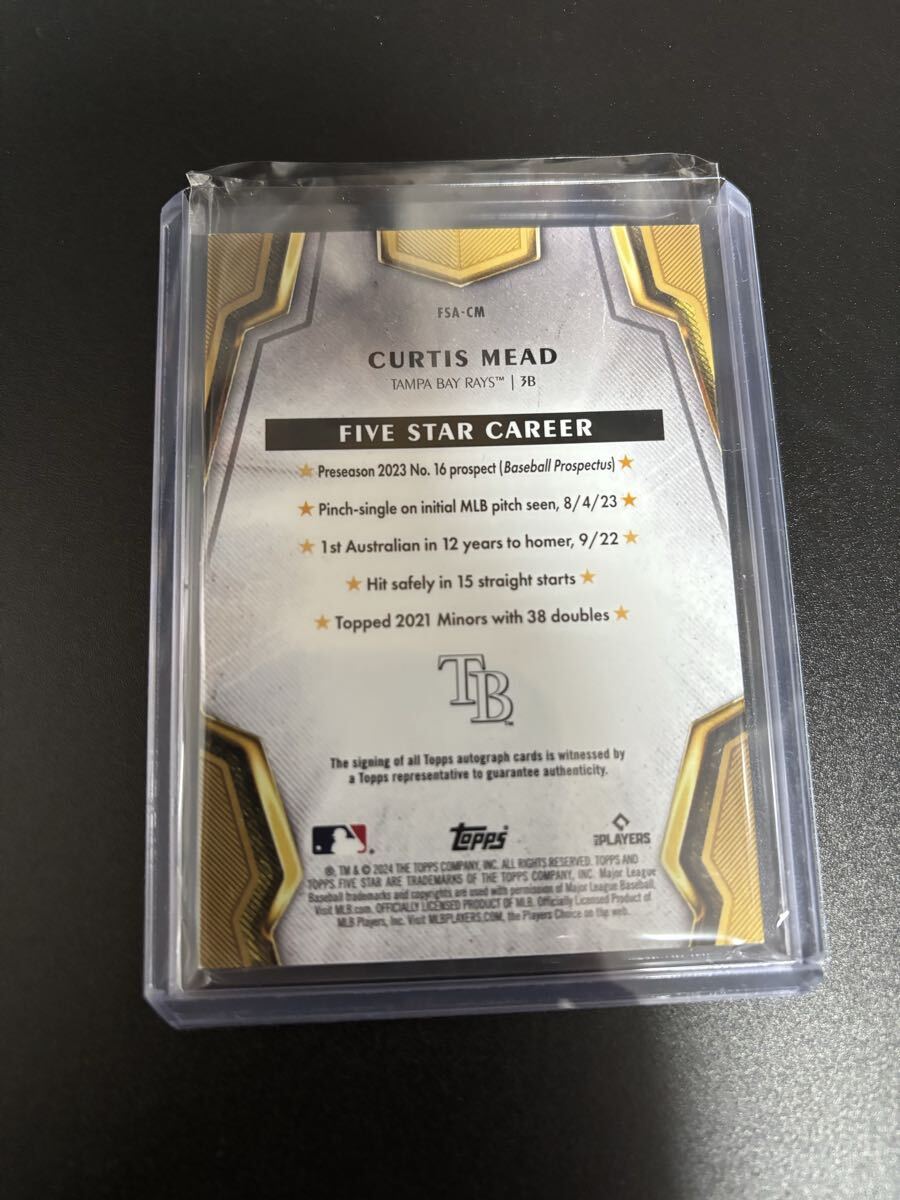 FSA-CM
CURTIS MEAD
TAMPA BAY RAYS™ | 3B
FIVE STAR CAREER
★ Preseason 2023 No. 16 prospect (Baseball Prospectus) ★
★ Pinch-single on initial MLB pitch seen, 8/4/23 ★
★ 1st Australian in 12 years to homer, 9/22 ★
★ Hit safely in 15 straight starts ★
★ Topped 2021 Minors with 38 doubles ★
TB™
The signing of all Topps autograph cards is witnessed by
a Topps representative to guarantee authenticity.
topps® PLAYERS
®, TM & © 2024 THE TOPPS COMPANY, INC. ALL RIGHTS RESERVED. TOPPS AND
TOPPS FIVE STAR ARE TRADEMARKS OF THE TOPPS COMPANY, INC. Major League
Baseball trademarks and copyrights are used with permission of Major League Baseball.
Visit MLB.com. OFFICIALLY LICENSED PRODUCT OF MLB. Officially Licensed Product of
MLB Players, Inc. Visit MLBPLAYERS.COM, the Players Choice on the web.